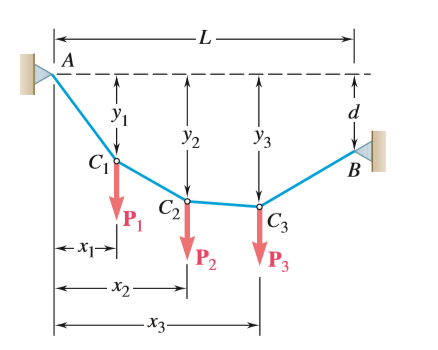 L
A
y₁
y₂
y₃
d
C₁
B
C₂
P₁
C₃
x₁
P₂
P₃
x₂
x₃